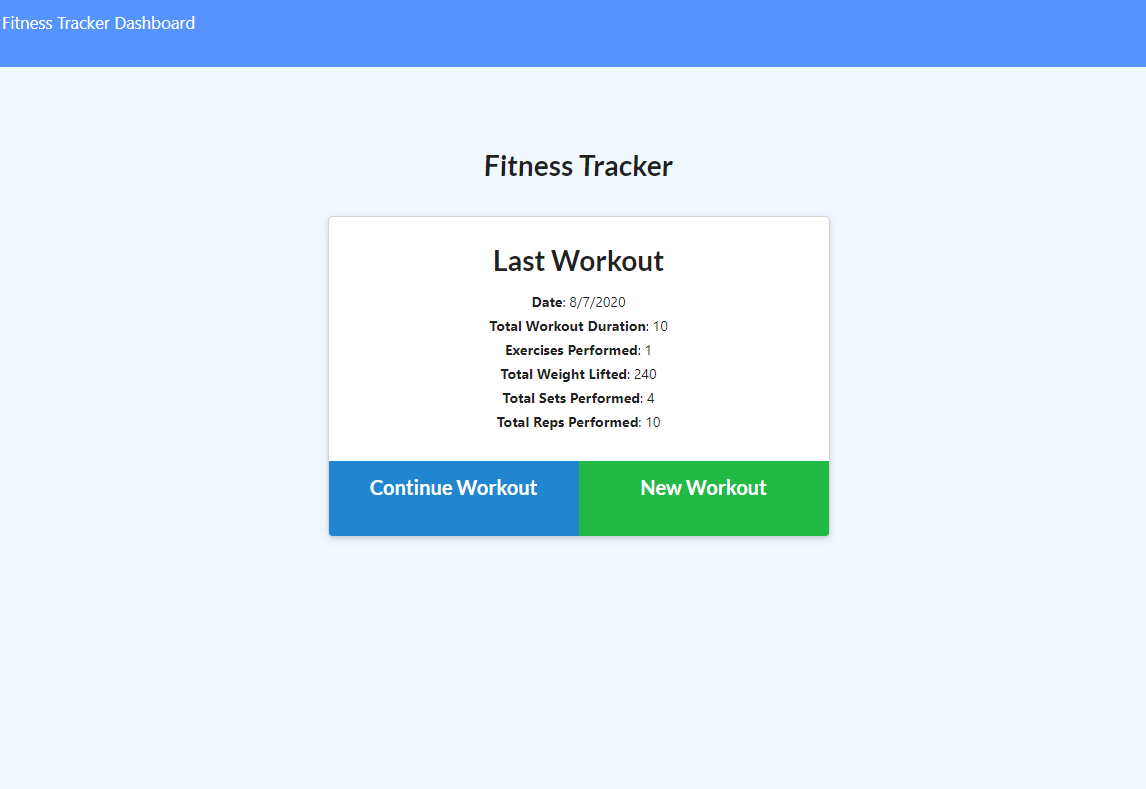 Fitness Tracker Dashboard
Fitness Tracker
Last Workout
Date: 8/7/2020
Total Workout Duration: 10
Exercises Performed: 1
Total Weight Lifted: 240
Total Sets Performed: 4
Total Reps Performed: 10
Continue Workout
New Workout